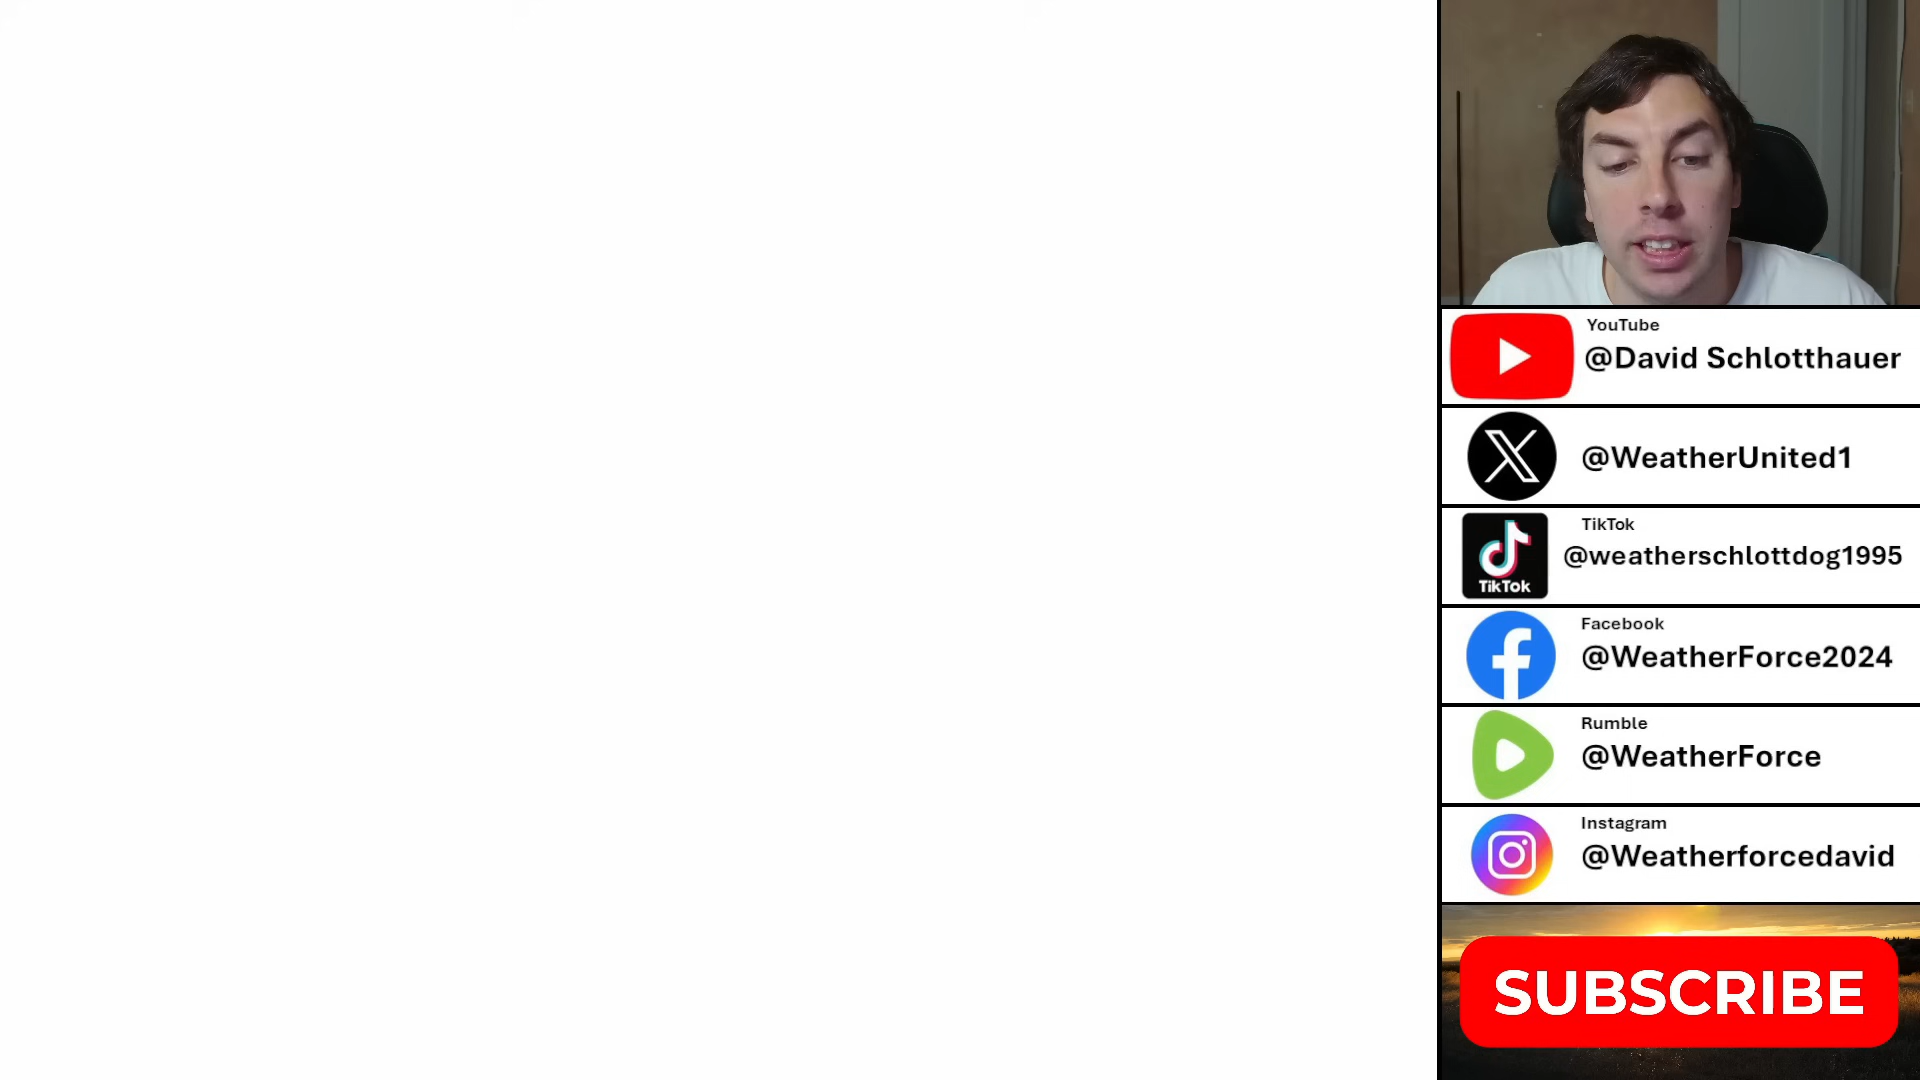 YouTube
@David Schlotthauer
@WeatherUnited1
TikTok
@weatherschlottdog1995
TikTok
Facebook
@WeatherForce2024
Rumble
@WeatherForce
Instagram
@Weatherforcedavid
SUBSCRIBE